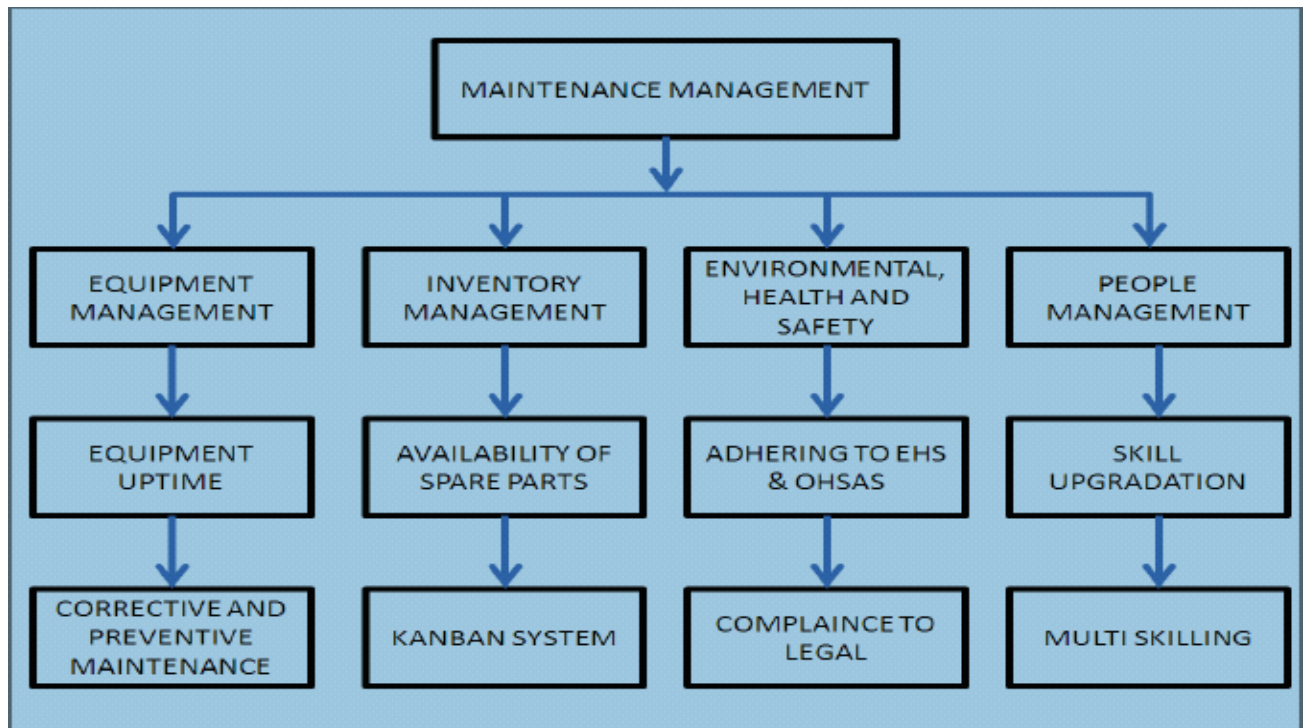 MAINTENANCE MANAGEMENT
EQUIPMENT
MANAGEMENT
INVENTORY
MANAGEMENT
ENVIRONMENTAL,
HEALTH AND
SAFETY
PEOPLE
MANAGEMENT
EQUIPMENT
UPTIME
AVAILABILITY OF
SPARE PARTS
ADHERING TO EHS
& OHSAS
SKILL
UPGRADATION
CORRECTIVE AND
PREVENTIVE
MAINTENANCE
KANBAN SYSTEM
COMPLAINCE TO
LEGAL
MULTI SKILLING